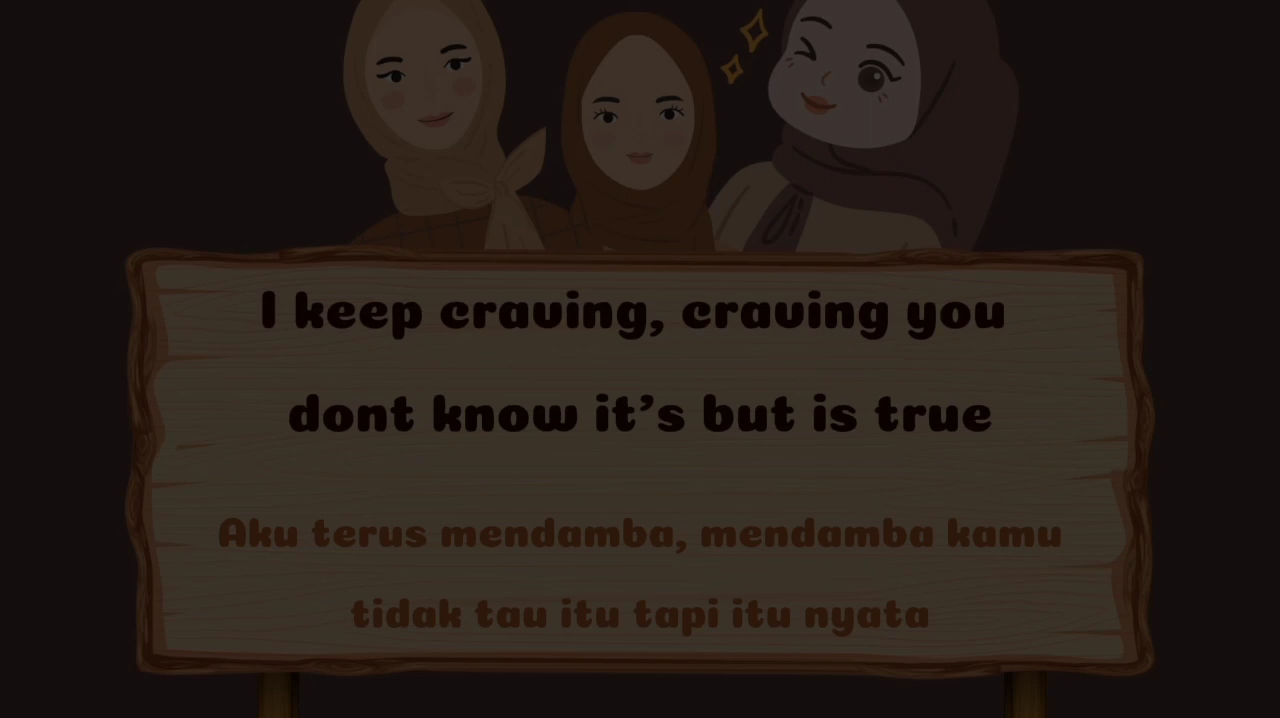 I keep craving, craving you
dont know it's but is true
Aku terus mendamba, mendamba kamu
tidak tau itu tapi itu nyata